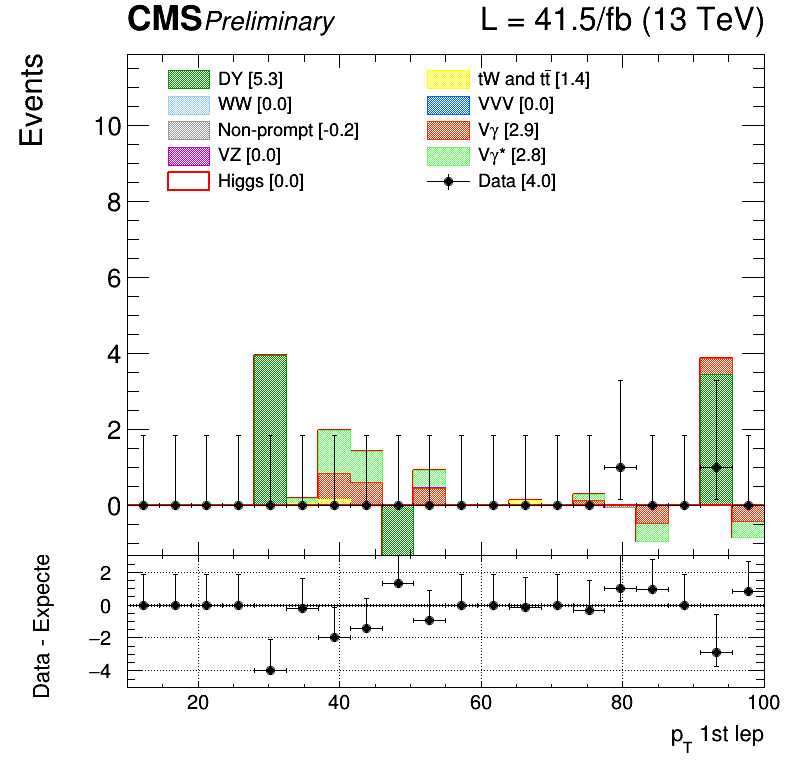 CMS Preliminary L = 41.5/fb (13 TeV)
Events
DY [5.3] tW and tt̄ [1.4]
WW [0.0] VVV [0.0]
Non-prompt [-0.2] Vγ [2.9]
VZ [0.0] Vγ* [2.8]
Higgs [0.0] Data [4.0]
10
8
6
4
2
0
Data - Expecte
2
0
−2
−4
20 40 60 80 100
p_T 1st lep